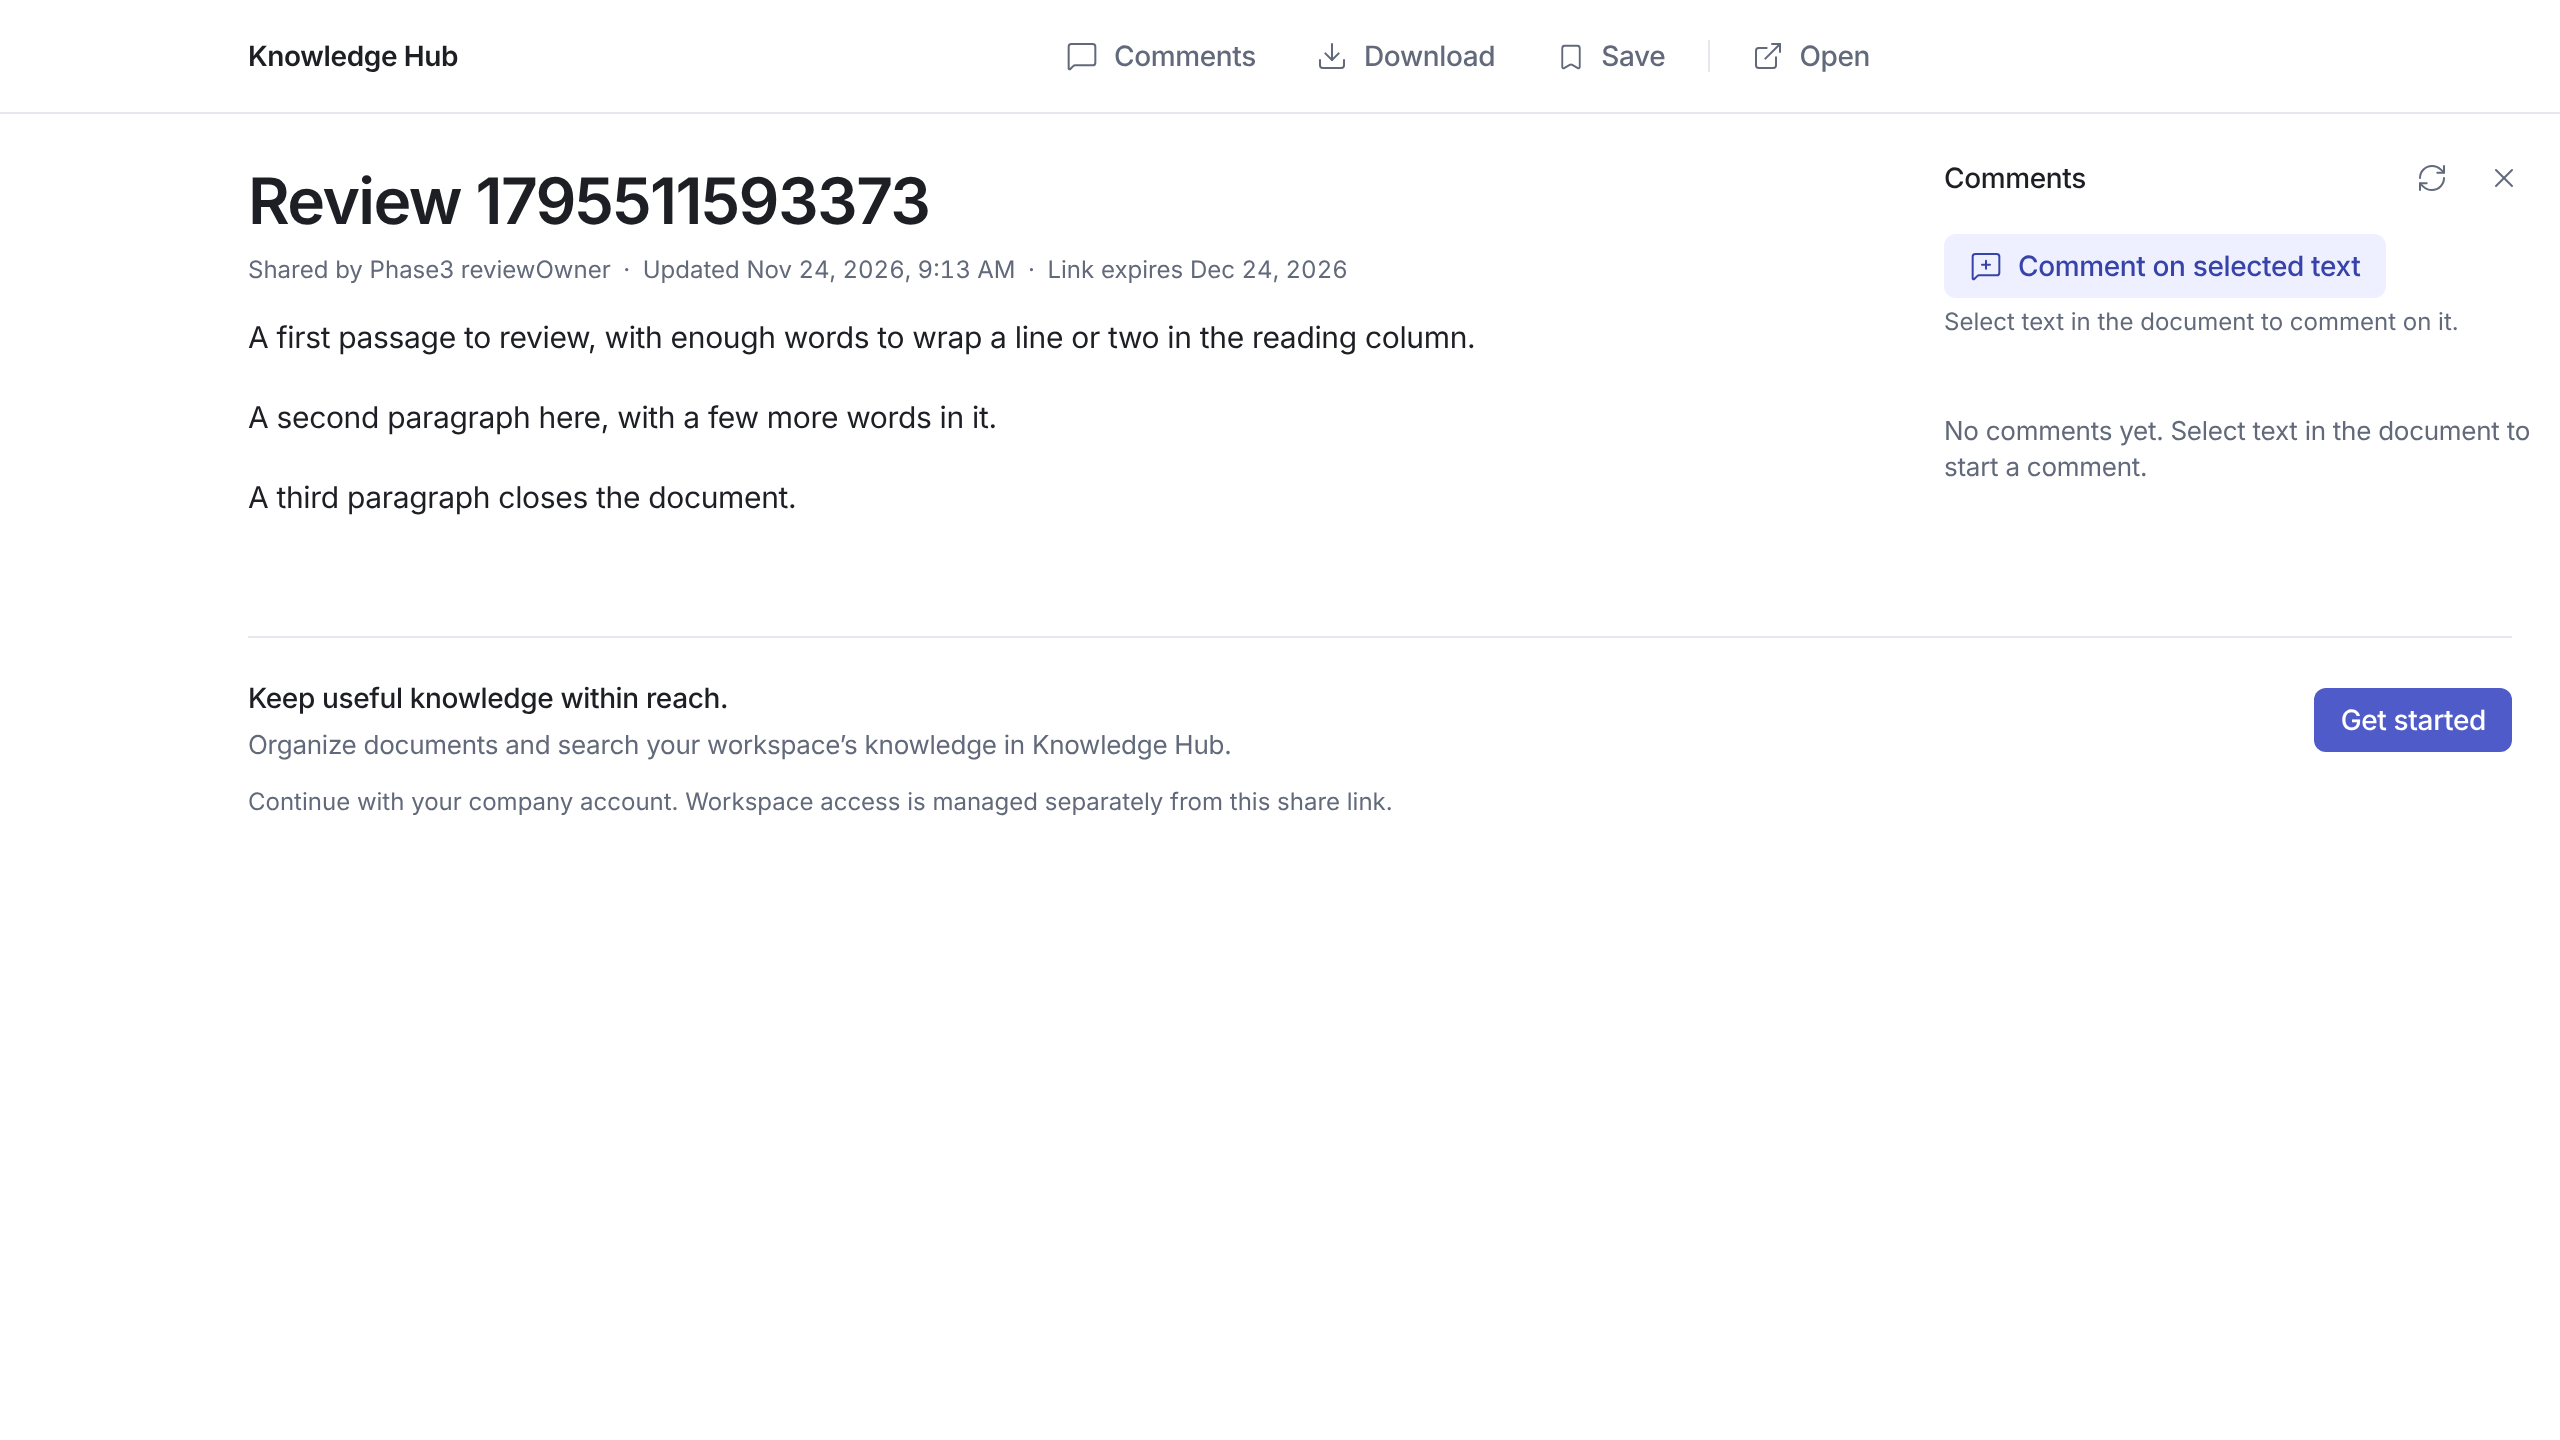 Knowledge Hub
Comments
Download
Save
Open
Review 1795511593373
Shared by Phase3 reviewOwner · Updated Nov 24, 2026, 9:13 AM · Link expires Dec 24, 2026
A first passage to review, with enough words to wrap a line or two in the reading column.
A second paragraph here, with a few more words in it.
A third paragraph closes the document.
Comments
Comment on selected text
Select text in the document to comment on it.
No comments yet. Select text in the document to
start a comment.
Keep useful knowledge within reach.
Organize documents and search your workspace’s knowledge in Knowledge Hub.
Continue with your company account. Workspace access is managed separately from this share link.
Get started